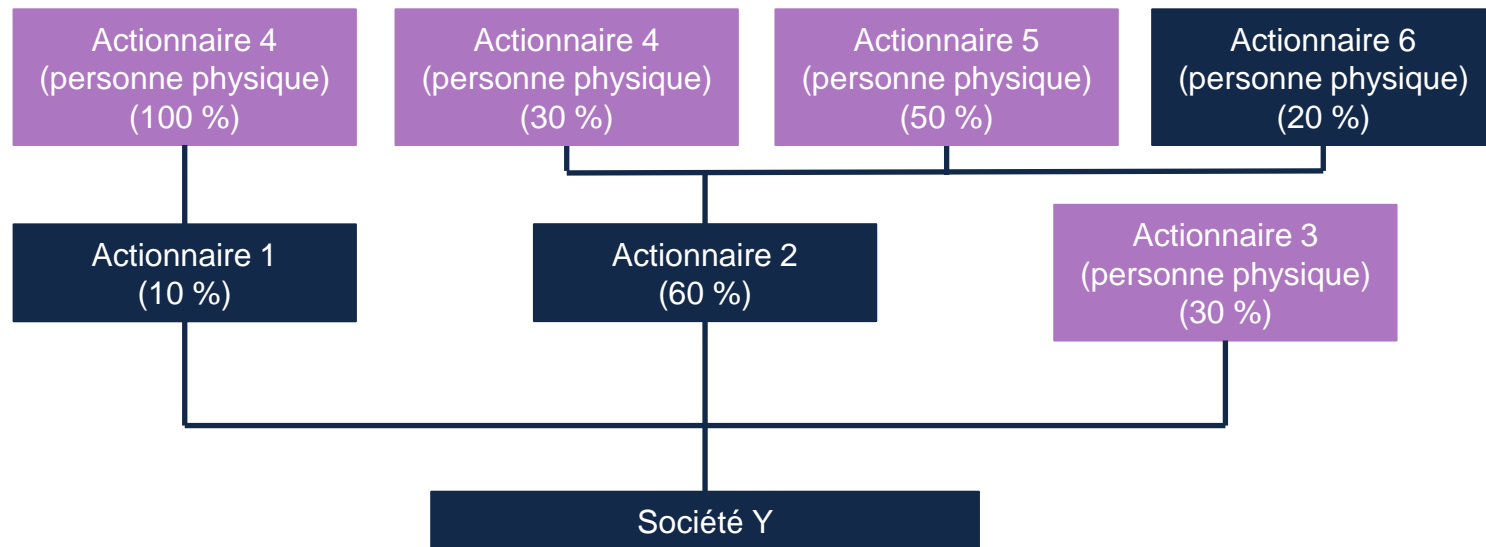 Actionnaire 4
(personne physique)
(100 %)
Actionnaire 4
(personne physique)
(30 %)
Actionnaire 5
(personne physique)
(50 %)
Actionnaire 6
(personne physique)
(20 %)
Actionnaire 1
(10 %)
Actionnaire 2
(60 %)
Actionnaire 3
(personne physique)
(30 %)
Société Y